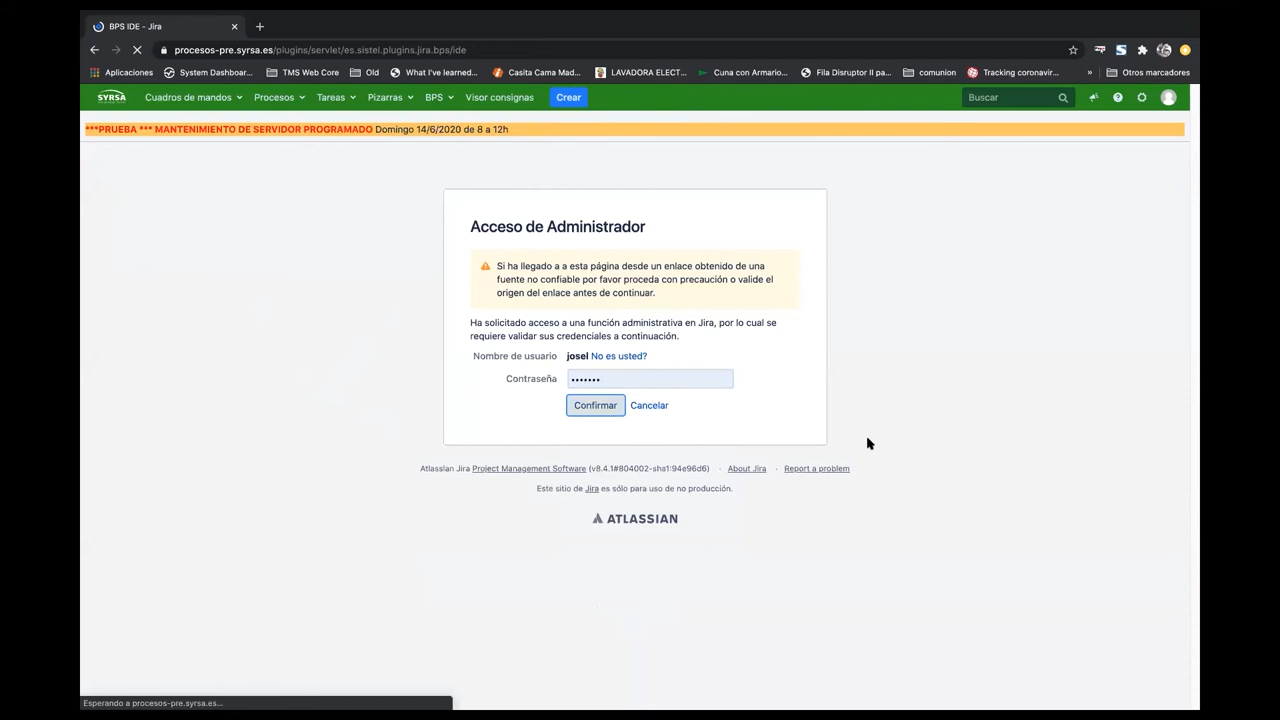 BPS IDE - Jira
procesos-pre.syrsa.es/plugins/servlet/es.sistel.plugins.jira.bps/ide
Aplicaciones System Dashboar... TMS Web Core Old What I've learned... Casita Cama Mad... LAVADORA ELECT... Cuna con Armario... Fila Disruptor II pa... comunion Tracking coronavir... » Otros marcadores
SYRSA Cuadros de mandos Procesos Tareas Pizarras BPS Visor consignas Crear Buscar
***PRUEBA *** MANTENIMIENTO DE SERVIDOR PROGRAMADO Domingo 14/6/2020 de 8 a 12h
Acceso de Administrador
Si ha llegado a a esta página desde un enlace obtenido de una
fuente no confiable por favor proceda con precaución o valide el
origen del enlace antes de continuar.
Ha solicitado acceso a una función administrativa en Jira, por lo cual se
requiere validar sus credenciales a continuación.
Nombre de usuario josel No es usted?
Contraseña •••••••
Confirmar Cancelar
Atlassian Jira Project Management Software (v8.4.1#804002-sha1:94e96d6) · About Jira · Report a problem
Este sitio de Jira es sólo para uso de no producción.
ATLASSIAN
Esperando a procesos-pre.syrsa.es...